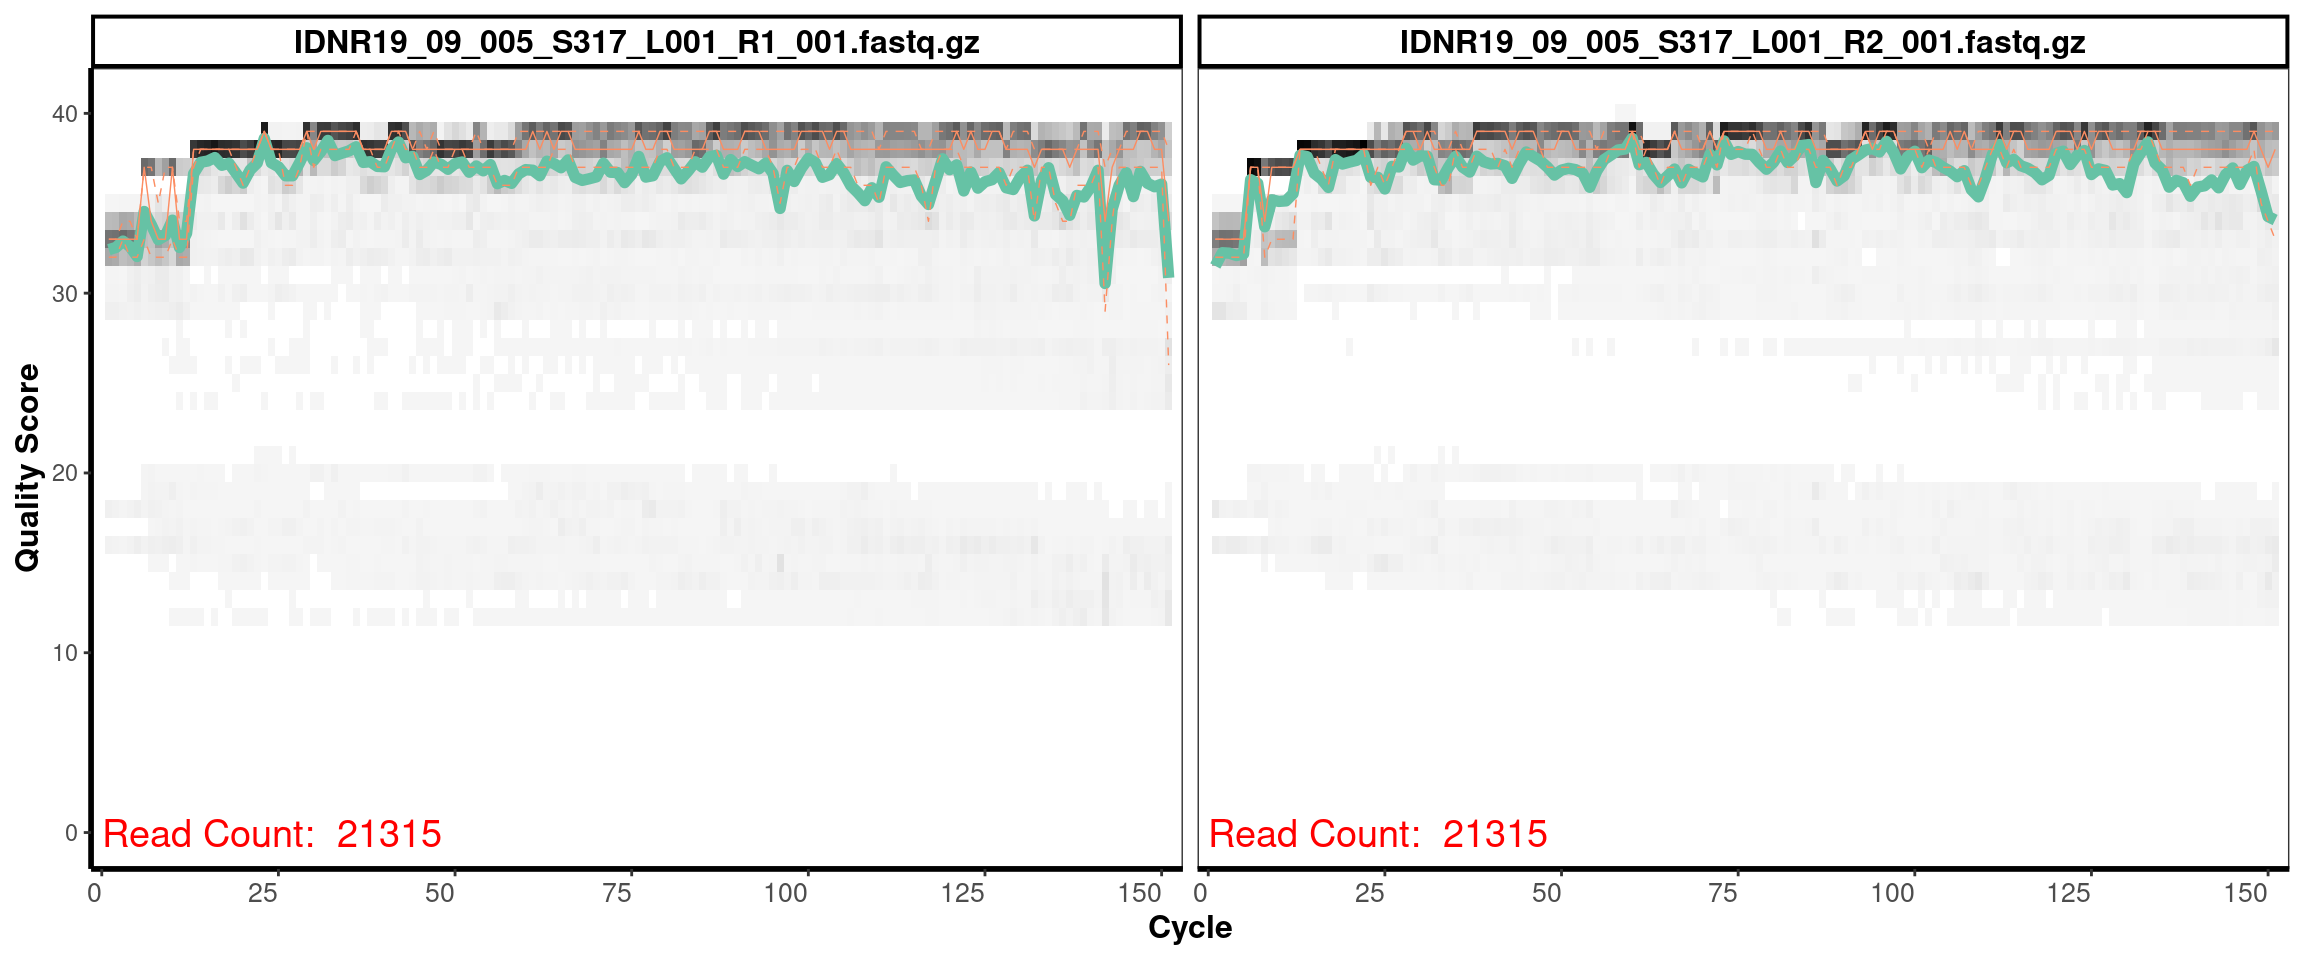 IDNR19_09_005_S317_L001_R1_001.fastq.gz
IDNR19_09_005_S317_L001_R2_001.fastq.gz
Quality Score
40
30
20
10
0
Read Count: 21315
Read Count: 21315
0 25 50 75 100 125 150
0 25 50 75 100 125 150
Cycle